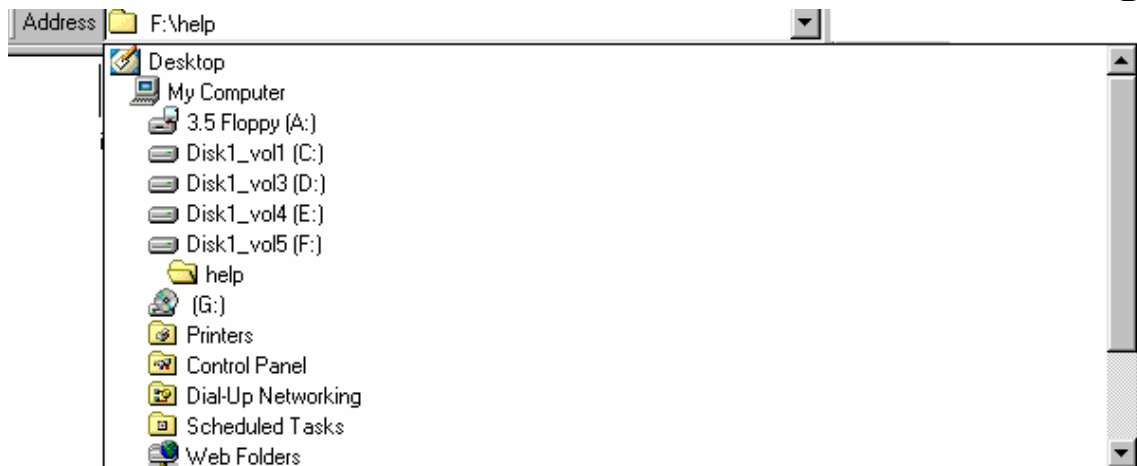 Address F:\help
Desktop
My Computer
3.5 Floppy (A:)
Disk1_vol1 (C:)
Disk1_vol3 (D:)
Disk1_vol4 (E:)
Disk1_vol5 (F:)
help
(G:)
Printers
Control Panel
Dial-Up Networking
Scheduled Tasks
Web Folders